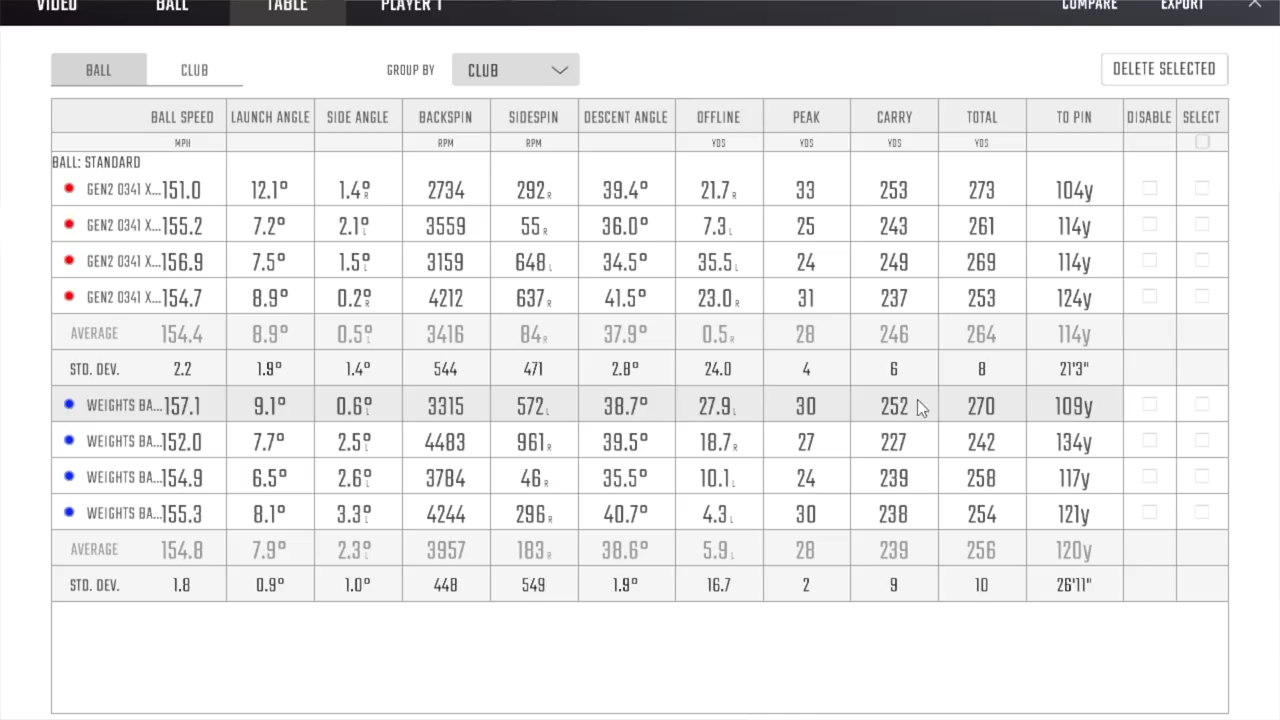 VIDEO BALL TABLE PLAYER 1 COMPARE EXPORT
BALL CLUB GROUP BY CLUB DELETE SELECTED
BALL SPEED LAUNCH ANGLE SIDE ANGLE BACKSPIN SIDESPIN DESCENT ANGLE OFFLINE PEAK CARRY TOTAL TO PIN DISABLE SELECT
MPH RPM RPM YDS YDS YDS YDS
BALL: STANDARD
GEN2 0341 X... 151.0 12.1° 1.4° R 2734 292 R 39.4° 21.7 R 33 253 273 104y
GEN2 0341 X... 155.2 7.2° 2.1° L 3559 55 R 36.0° 7.3 L 25 243 261 114y
GEN2 0341 X... 156.9 7.5° 1.5° L 3159 648 L 34.5° 35.5 L 24 249 269 114y
GEN2 0341 X... 154.7 8.9° 0.2° R 4212 637 R 41.5° 23.0 R 31 237 253 124y
AVERAGE 154.4 8.9° 0.5° L 3416 84 R 37.9° 0.5 R 28 246 264 114y
STD. DEV. 2.2 1.9° 1.4° 544 471 2.8° 24.0 4 6 8 21'3"
WEIGHTS BA... 157.1 9.1° 0.6° L 3315 572 L 38.7° 27.9 L 30 252 270 109y
WEIGHTS BA... 152.0 7.7° 2.5° L 4483 961 R 39.5° 18.7 R 27 227 242 134y
WEIGHTS BA... 154.9 6.5° 2.6° L 3784 46 R 35.5° 10.1 L 24 239 258 117y
WEIGHTS BA... 155.3 8.1° 3.3° L 4244 296 R 40.7° 4.3 L 30 238 254 121y
AVERAGE 154.8 7.9° 2.3° L 3957 183 R 38.6° 5.9 L 28 239 256 120y
STD. DEV. 1.8 0.9° 1.0° 448 549 1.9° 16.7 2 9 10 26'11"